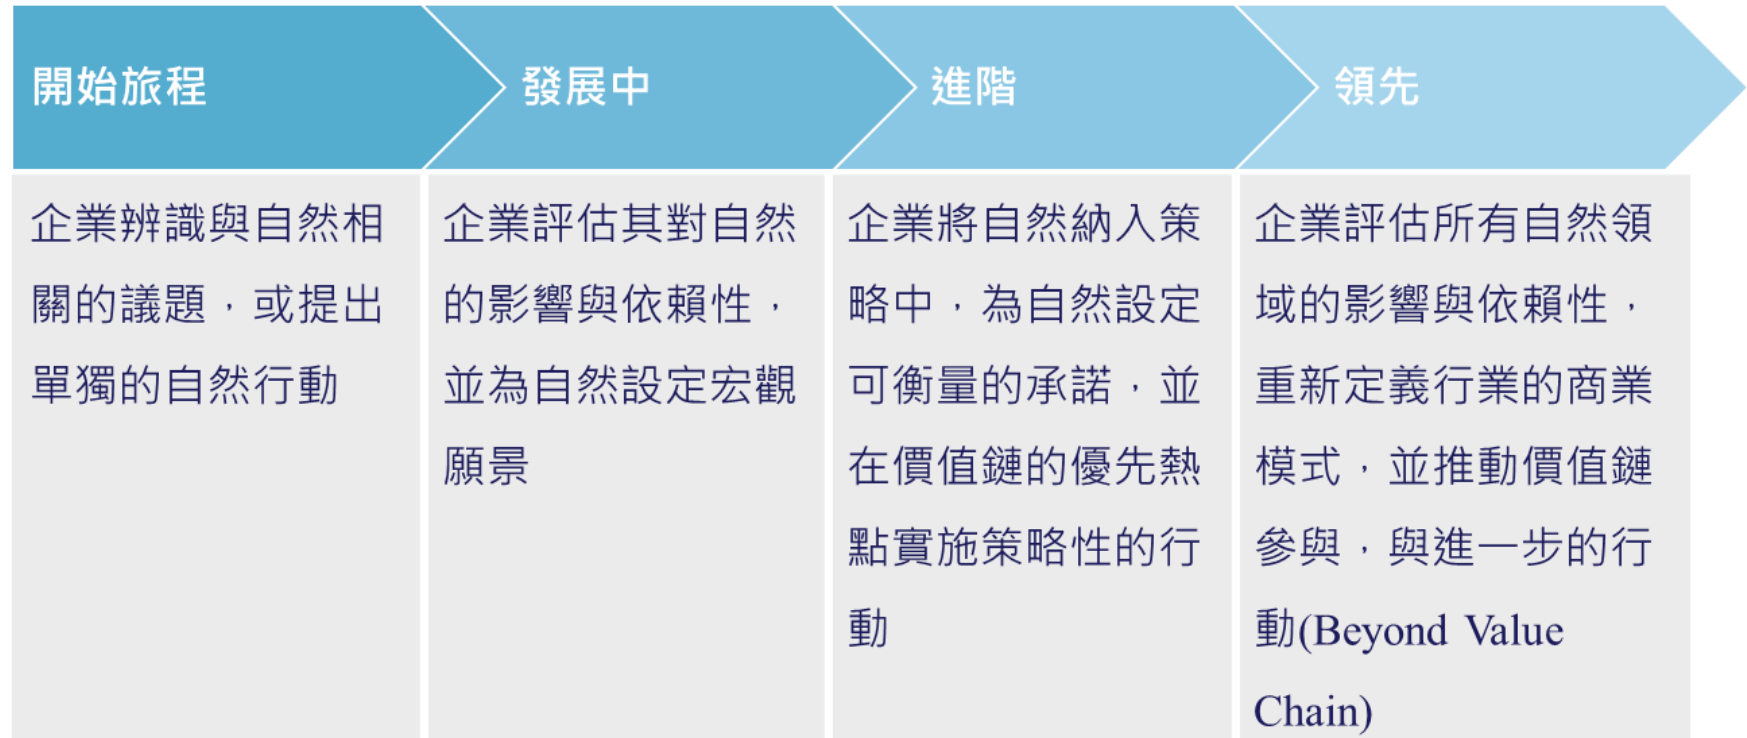 開始旅程
發展中
進階
領先
企業辨識與自然相
關的議題，或提出
單獨的自然行動
企業評估其對自然
的影響與依賴性，
並為自然設定宏觀
願景
企業將自然納入策
略中，為自然設定
可衡量的承諾，並
在價值鏈的優先熱
點實施策略性的行
動
企業評估所有自然領
域的影響與依賴性，
重新定義行業的商業
模式，並推動價值鏈
參與，與進一步的行
動(Beyond Value
Chain)